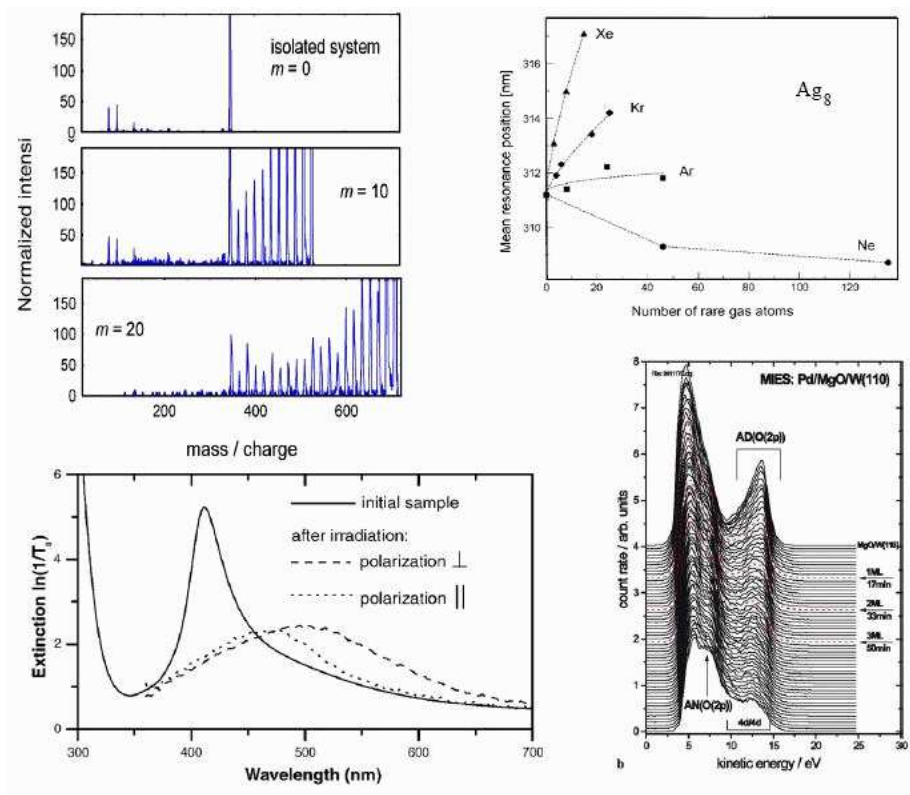 150
100
50
0
isolated system
m = 0
150
100
50
m = 10
150
100
50
0
m = 20
200
400
600
Normalized intensi
mass / charge
316
314
312
310
Mean resonance position [nm]
Xe
Kr
Ar
Ne
Ag8
0
20
40
60
80
100
120
Number of rare gas atoms
6
4
2
0
Extinction ln(1/T
initial sample
after irradiation:
polarization ⊥
polarization ||
300
400
500
600
700
Wavelength (nm)
8
7
6
5
4
3
2
1
0
count rate / arb. units
MIES: Pd/MgO/W(110)
AD(O(2p))
MgO/W(110)
1ML
17min
2ML
33min
3ML
50min
AN(O(2p))
4d/4d
0
5
10
15
20
25
30
b
kinetic energy / eV